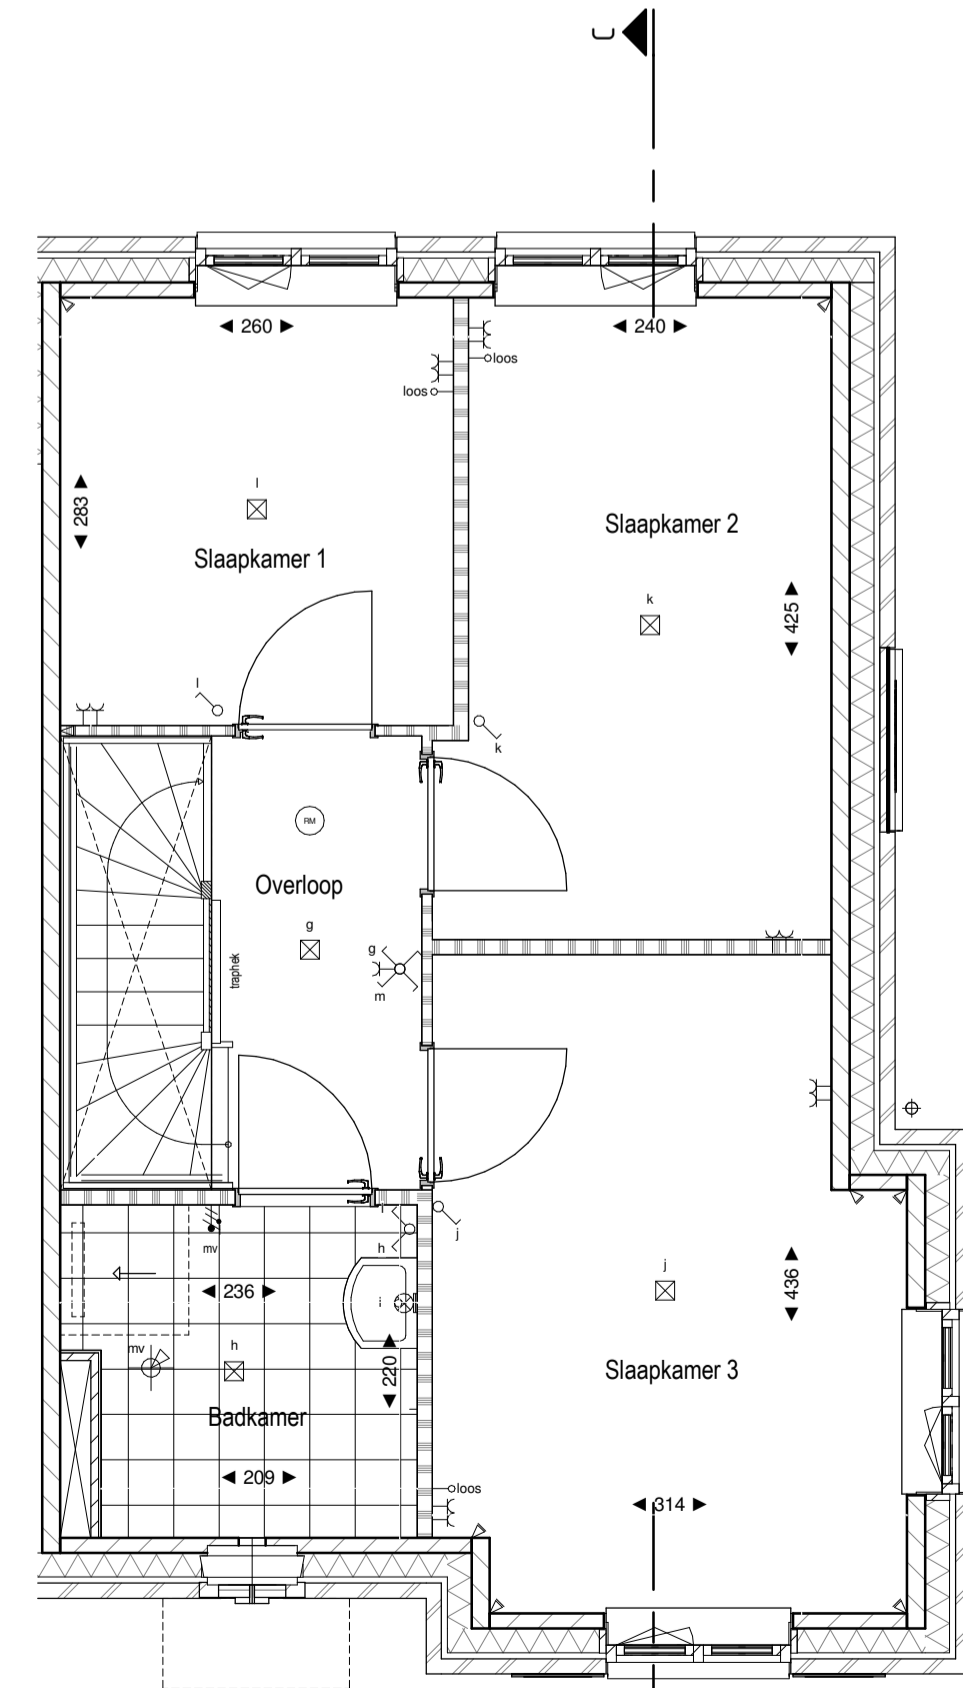 C
260
240
loos
loos
283
l
Slaapkamer 1
Slaapkamer 2
k
425
l
k
RM
Overloop
g
traphek
g
m
i
h
j
mv
236
i
mv
h
220
Badkamer
209
j
436
Slaapkamer 3
loos
314